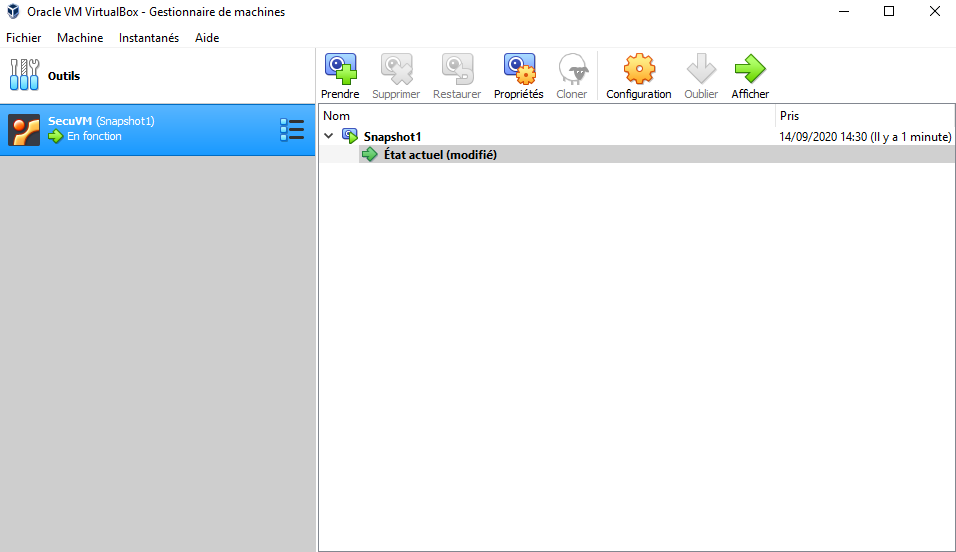 Oracle VM VirtualBox - Gestionnaire de machines
Fichier Machine Instantanés Aide
Outils
Prendre Supprimer Restaurer Propriétés Cloner Configuration Oublier Afficher
SecuVM (Snapshot1)
En fonction
Nom Pris
Snapshot1 14/09/2020 14:30 (Il y a 1 minute)
État actuel (modifié)